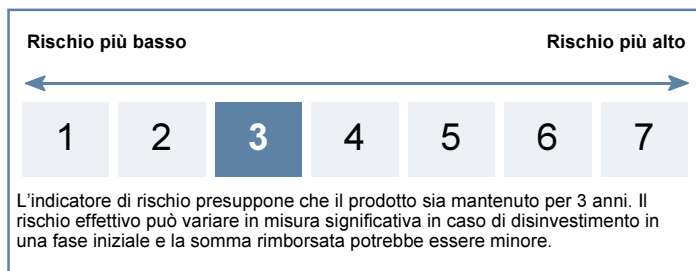 Rischio più basso Rischio più alto
1 2 3 4 5 6 7
L'indicatore di rischio presuppone che il prodotto sia mantenuto per 3 anni. Il
rischio effettivo può variare in misura significativa in caso di disinvestimento in
una fase iniziale e la somma rimborsata potrebbe essere minore.